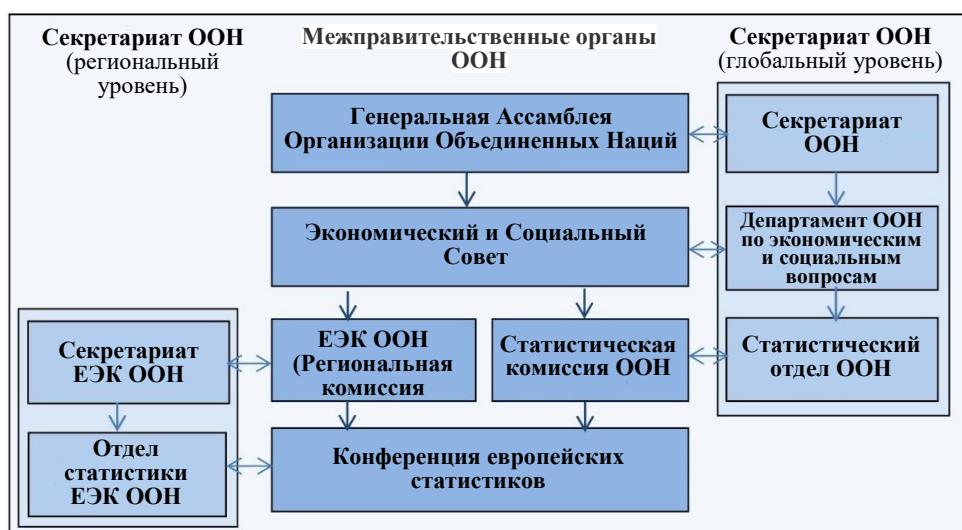 Секретариат ООН
(региональный
уровень)
Межправительственные органы
ООН
Секретариат ООН
(глобальный уровень)
Генеральная Ассамблея
Организации Объединенных Наций
Секретариат
ООН
Экономический и Социальный
Совет
Департамент ООН
по экономическим
и социальным
вопросам
Секретариат
ЕЭК ООН
ЕЭК ООН
(Региональная
комиссия
Статистическая
комиссия ООН
Статистический
отдел ООН
Отдел
статистики
ЕЭК ООН
Конференция европейских
статистиков